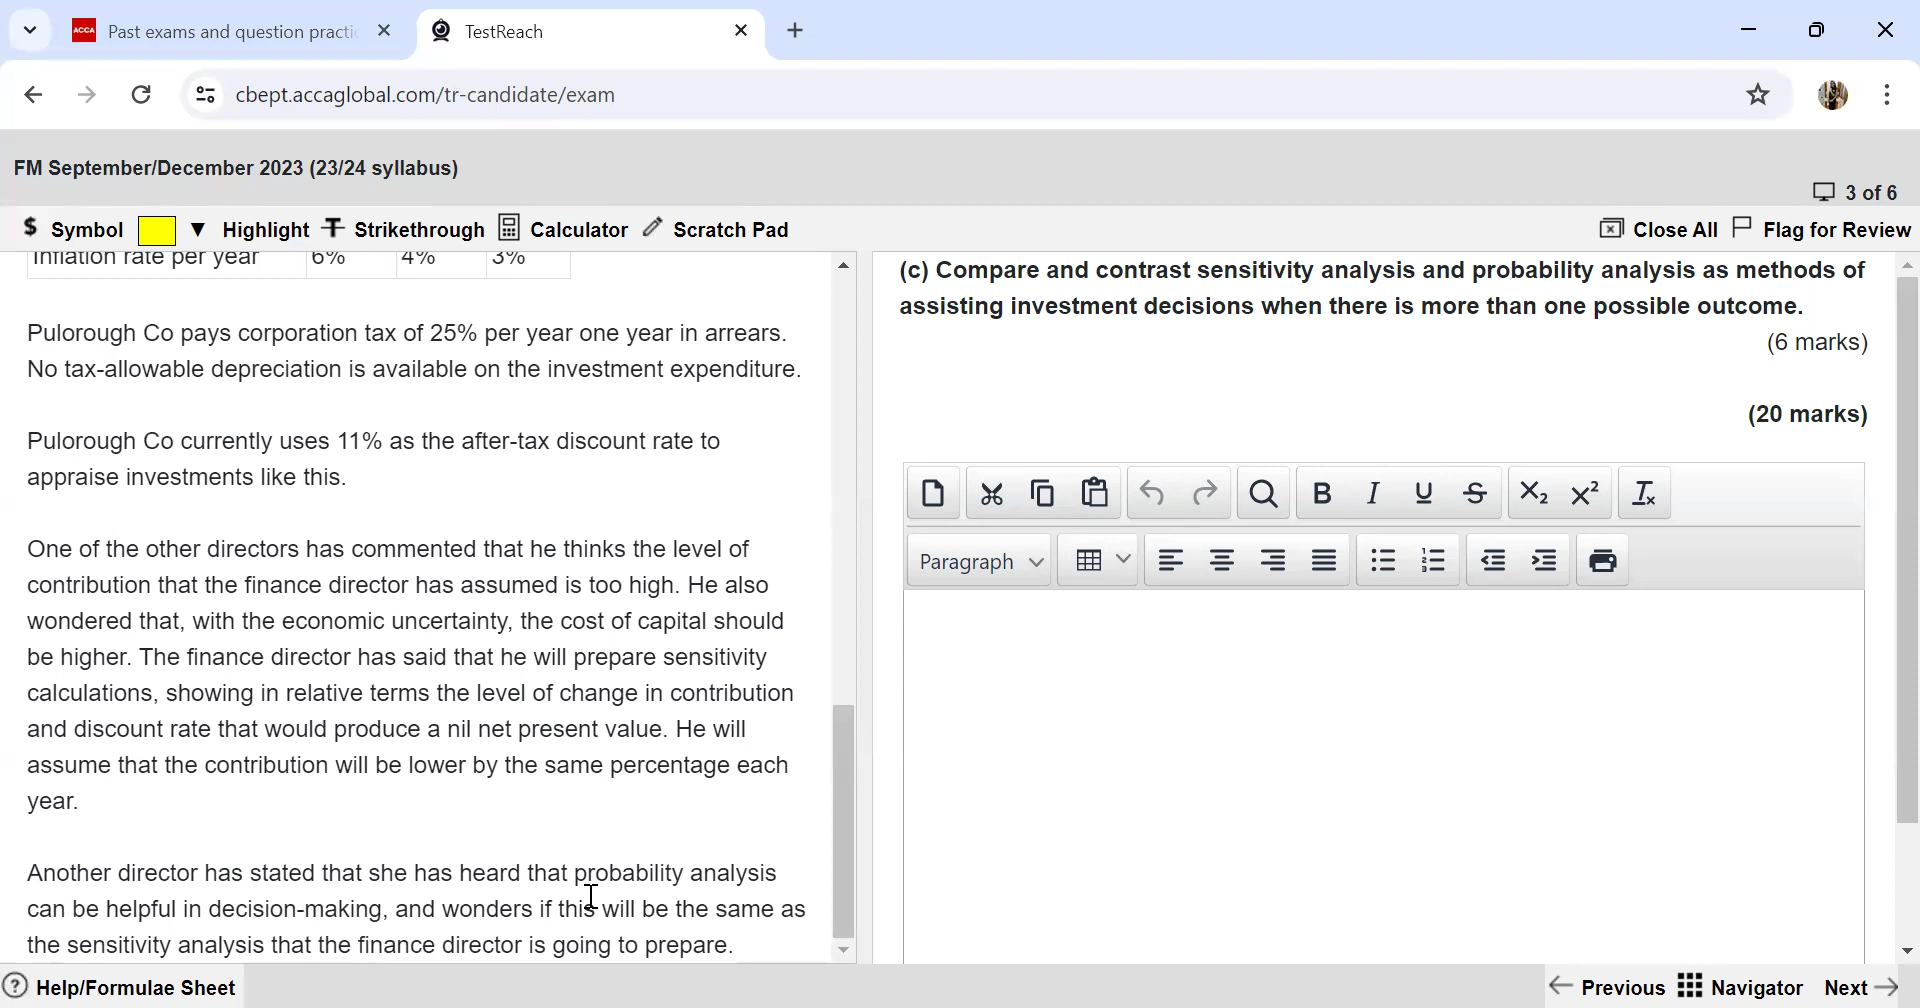 ACCA Past exams and question practi
TestReach
cbept.accaglobal.com/tr-candidate/exam
FM September/December 2023 (23/24 syllabus)
3 of 6
$ Symbol Highlight Strikethrough Calculator Scratch Pad Close All Flag for Review
Inflation rate per year 6% 4% 3%
Pulorough Co pays corporation tax of 25% per year one year in arrears.
No tax-allowable depreciation is available on the investment expenditure.
Pulorough Co currently uses 11% as the after-tax discount rate to
appraise investments like this.
One of the other directors has commented that he thinks the level of
contribution that the finance director has assumed is too high. He also
wondered that, with the economic uncertainty, the cost of capital should
be higher. The finance director has said that he will prepare sensitivity
calculations, showing in relative terms the level of change in contribution
and discount rate that would produce a nil net present value. He will
assume that the contribution will be lower by the same percentage each
year.
Another director has stated that she has heard that probability analysis
can be helpful in decision-making, and wonders if this will be the same as
the sensitivity analysis that the finance director is going to prepare.
(c) Compare and contrast sensitivity analysis and probability analysis as methods of
assisting investment decisions when there is more than one possible outcome.
(6 marks)
(20 marks)
B I U S X₂ X² Tx
Paragraph
Help/Formulae Sheet
Previous Navigator Next